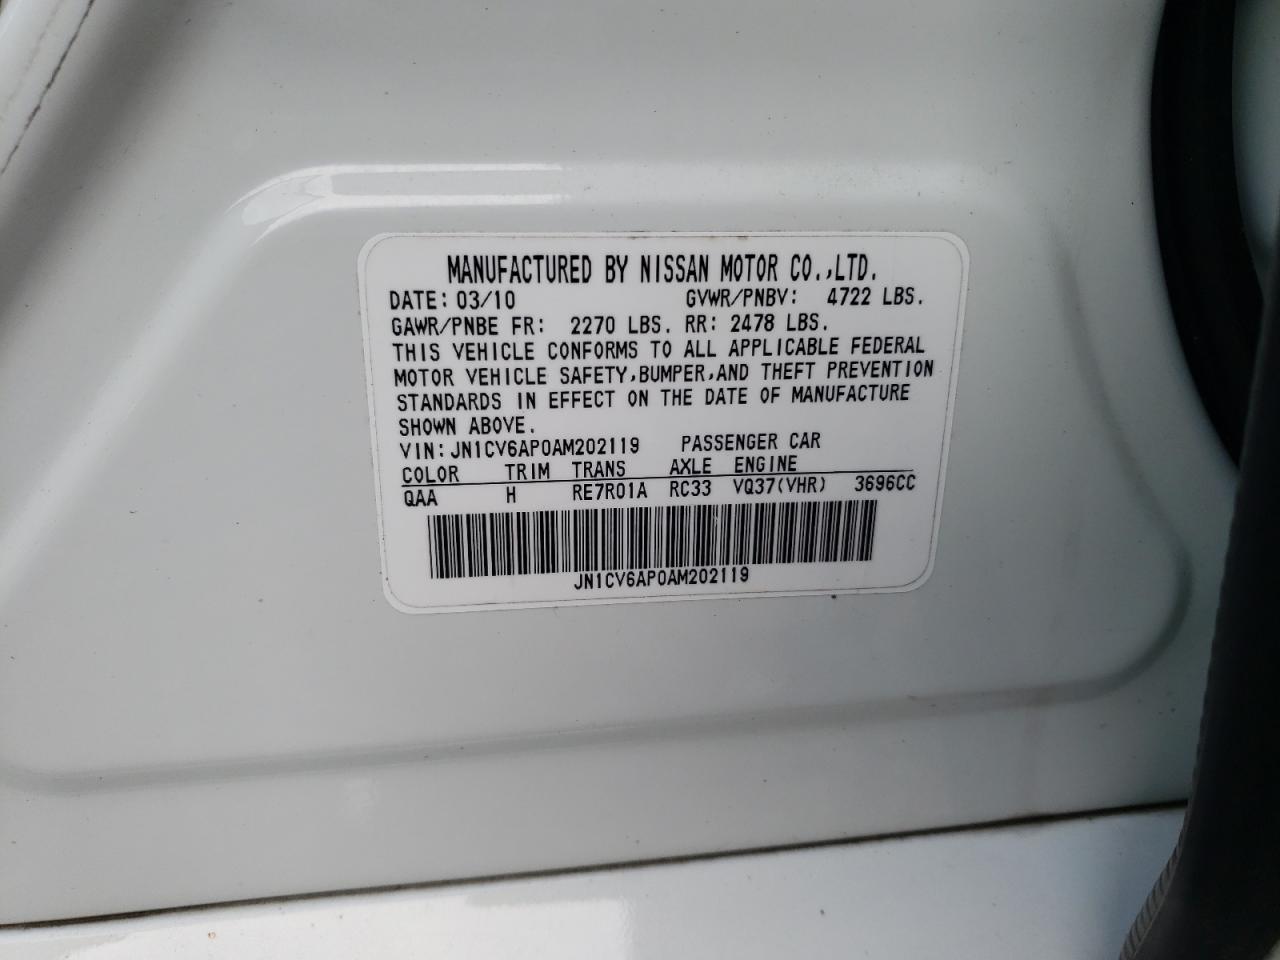 MANUFACTURED BY NISSAN MOTOR CO.,LTD.
DATE: 03/10 GVWR/PNBV: 4722 LBS.
GAWR/PNBE FR: 2270 LBS. RR: 2478 LBS.
THIS VEHICLE CONFORMS TO ALL APPLICABLE FEDERAL
MOTOR VEHICLE SAFETY,BUMPER,AND THEFT PREVENTION
STANDARDS IN EFFECT ON THE DATE OF MANUFACTURE
SHOWN ABOVE.
VIN: JN1CV6AP0AM202119 PASSENGER CAR
COLOR TRIM TRANS AXLE ENGINE
QAA H RE7R01A RC33 VQ37(VHR) 3696CC
JN1CV6AP0AM202119